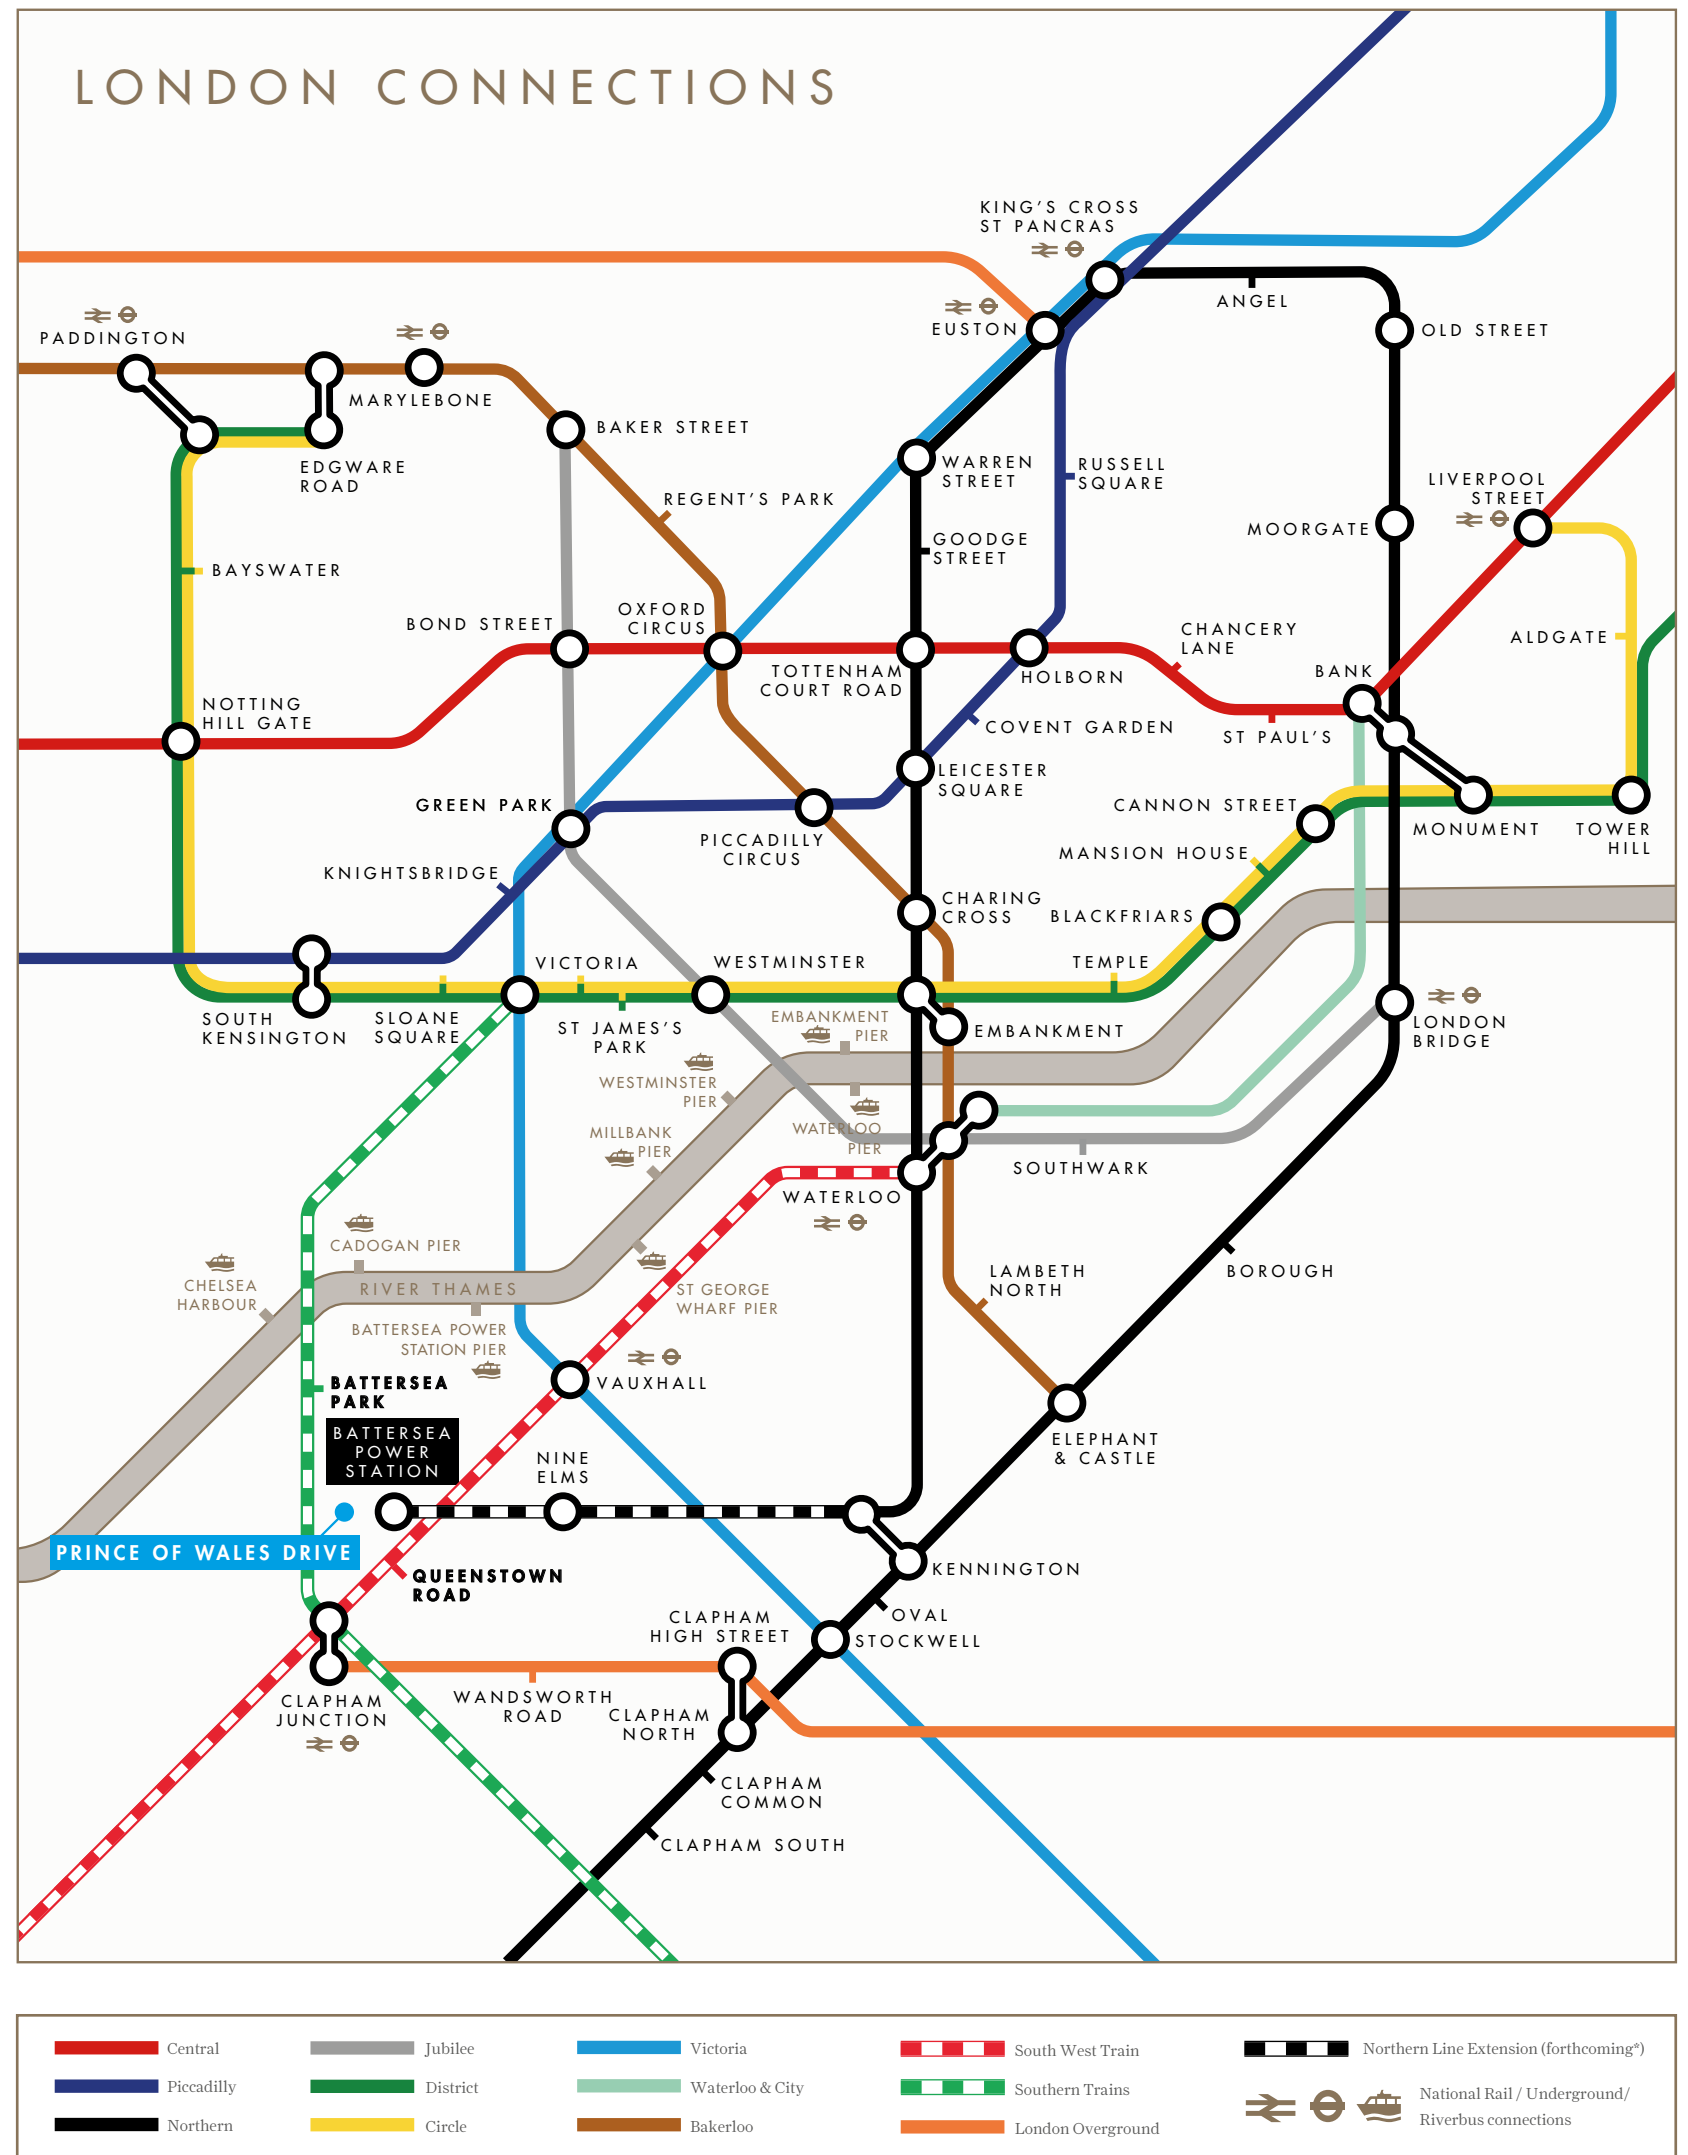 LONDON CONNECTIONS
KING'S CROSS
ST PANCRAS
ANGEL
EUSTON
OLD STREET
PADDINGTON
MARYLEBONE
BAKER STREET
EDGWARE
ROAD
WARREN
STREET
RUSSELL
SQUARE
LIVERPOOL
STREET
REGENT'S PARK
MOORGATE
GOODGE
STREET
BAYSWATER
BOND STREET
OXFORD
CIRCUS
CHANCERY
LANE
ALDGATE
TOTTENHAM
COURT ROAD
HOLBORN
BANK
NOTTING
HILL GATE
COVENT GARDEN
ST PAUL'S
LEICESTER
SQUARE
GREEN PARK
CANNON STREET
PICCADILLY
CIRCUS
MONUMENT
TOWER
HILL
MANSION HOUSE
KNIGHTSBRIDGE
CHARING
CROSS
BLACKFRIARS
VICTORIA
WESTMINSTER
TEMPLE
SOUTH
KENSINGTON
SLOANE
SQUARE
ST JAMES'S
PARK
EMBANKMENT
PIER
EMBANKMENT
LONDON
BRIDGE
WESTMINSTER
PIER
MILLBANK
PIER
WATERLOO
PIER
SOUTHWARK
WATERLOO
CADOGAN PIER
CHELSEA
HARBOUR
RIVER THAMES
ST GEORGE
WHARF PIER
LAMBETH
NORTH
BOROUGH
BATTERSEA POWER
STATION PIER
BATTERSEA
PARK
VAUXHALL
BATTERSEA
POWER
STATION
NINE
ELMS
ELEPHANT
& CASTLE
PRINCE OF WALES DRIVE
QUEENSTOWN
ROAD
KENNINGTON
OVAL
CLAPHAM
HIGH STREET
STOCKWELL
CLAPHAM
JUNCTION
WANDSWORTH
ROAD
CLAPHAM
NORTH
CLAPHAM
COMMON
CLAPHAM SOUTH
Central
Jubilee
Victoria
South West Train
Northern Line Extension (forthcoming*)
Piccadilly
District
Waterloo & City
Southern Trains
National Rail / Underground/
Riverbus connections
Northern
Circle
Bakerloo
London Overground